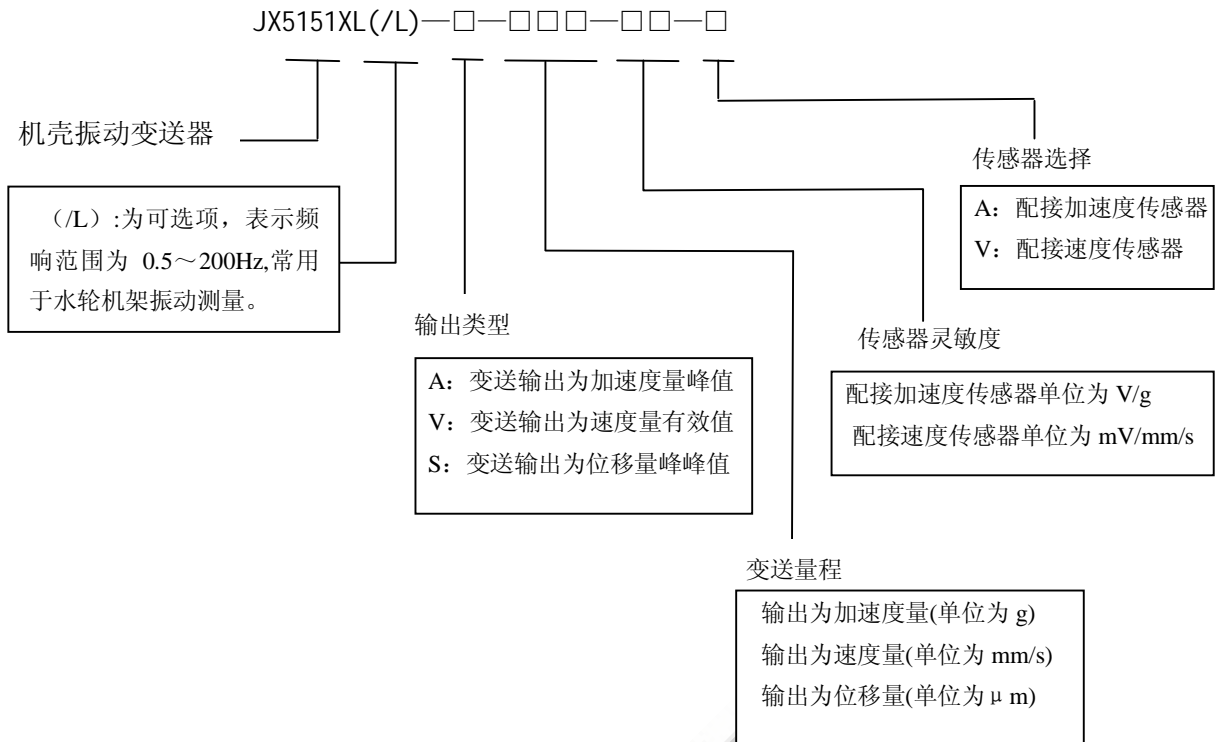 JX5151XL(/L)—□—□□□—□□—□
机壳振动变送器
（/L）:为可选项，表示频
响范围为 0.5～200Hz,常用
于水轮机架振动测量。
传感器选择
A：配接加速度传感器
V：配接速度传感器
输出类型
A：变送输出为加速度量峰值
V：变送输出为速度量有效值
S：变送输出为位移量峰峰值
传感器灵敏度
配接加速度传感器单位为 V/g
配接速度传感器单位为 mV/mm/s
变送量程
输出为加速度量(单位为 g)
输出为速度量(单位为 mm/s)
输出为位移量(单位为μm)